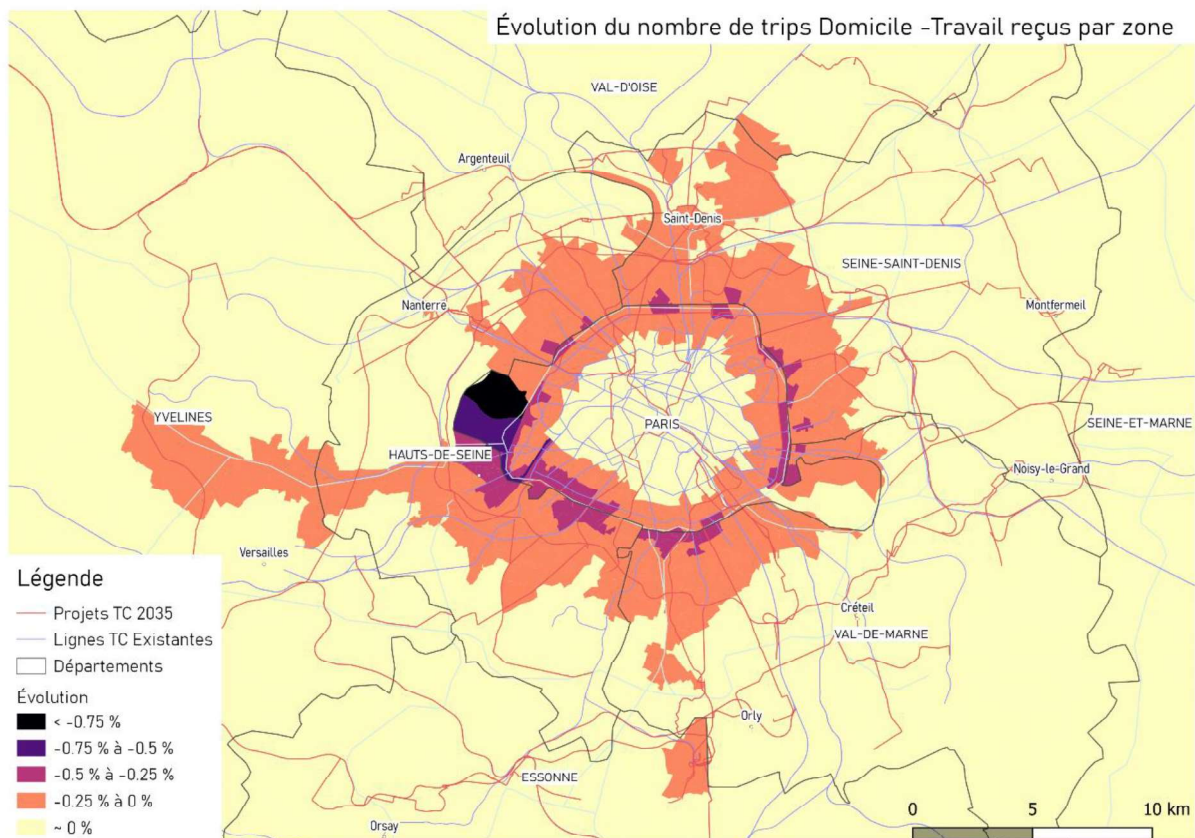 Évolution du nombre de trips Domicile -Travail reçus par zone
VAL-D'OISE
Argenteuil
Saint-Denis
SEINE-SAINT-DENIS
Nanterre
Montfermeil
YVELINES
PARIS
SEINE-ET-MARNE
HAUTS-DE-SEINE
Noisy-le-Grand
Versailles
Créteil
VAL-DE-MARNE
Orly
ESSONNE
Orsay
Légende
Projets TC 2035
Lignes TC Existantes
Départements
Évolution
< -0.75 %
-0.75 % à -0.5 %
-0.5 % à -0.25 %
-0.25 % à 0 %
~ 0 %
0 5 10 km